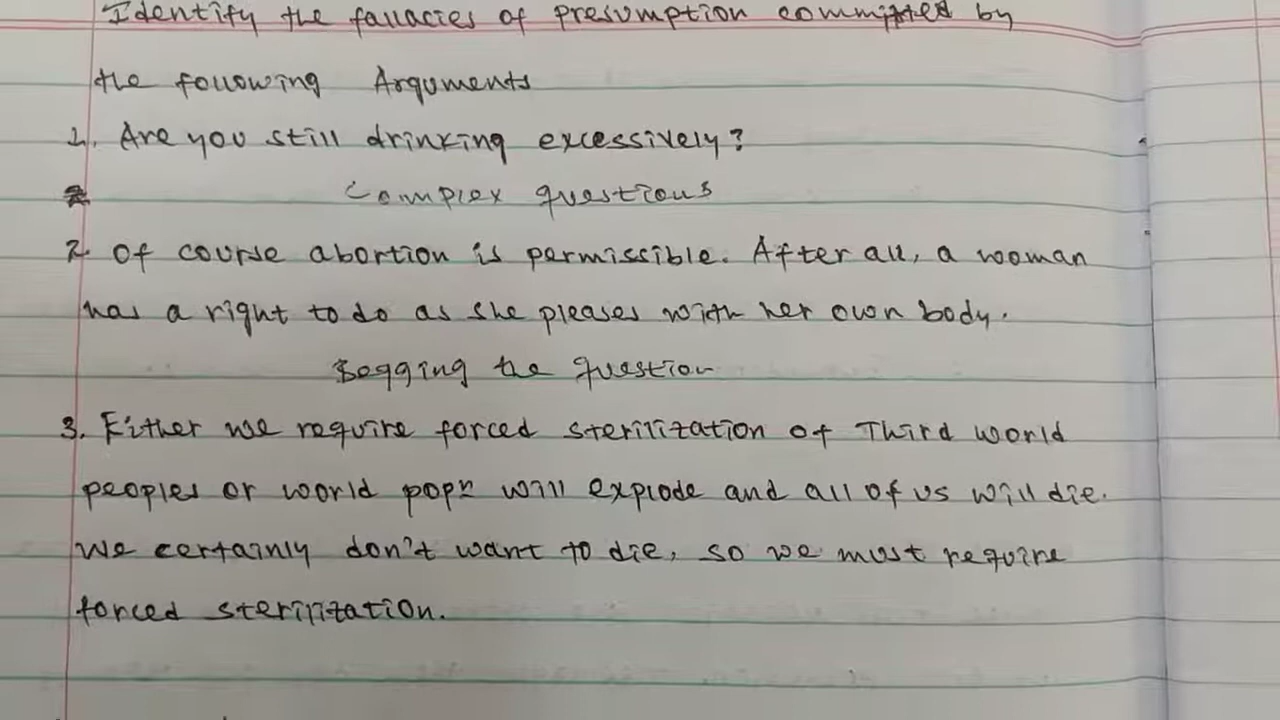 Identify the fallacies of presumption committed by
the following Arguments
1. Are you still drinking excessively?
Complex questions
2. Of course abortion is permissible. After all, a wooman
has a right to do as she pleases with her own body.
Begging the question
3. Either we require forced sterilization of Third world
peoples or world popn will explode and all of us will die.
We certainly don't want to die, so we must require
forced sterilization.